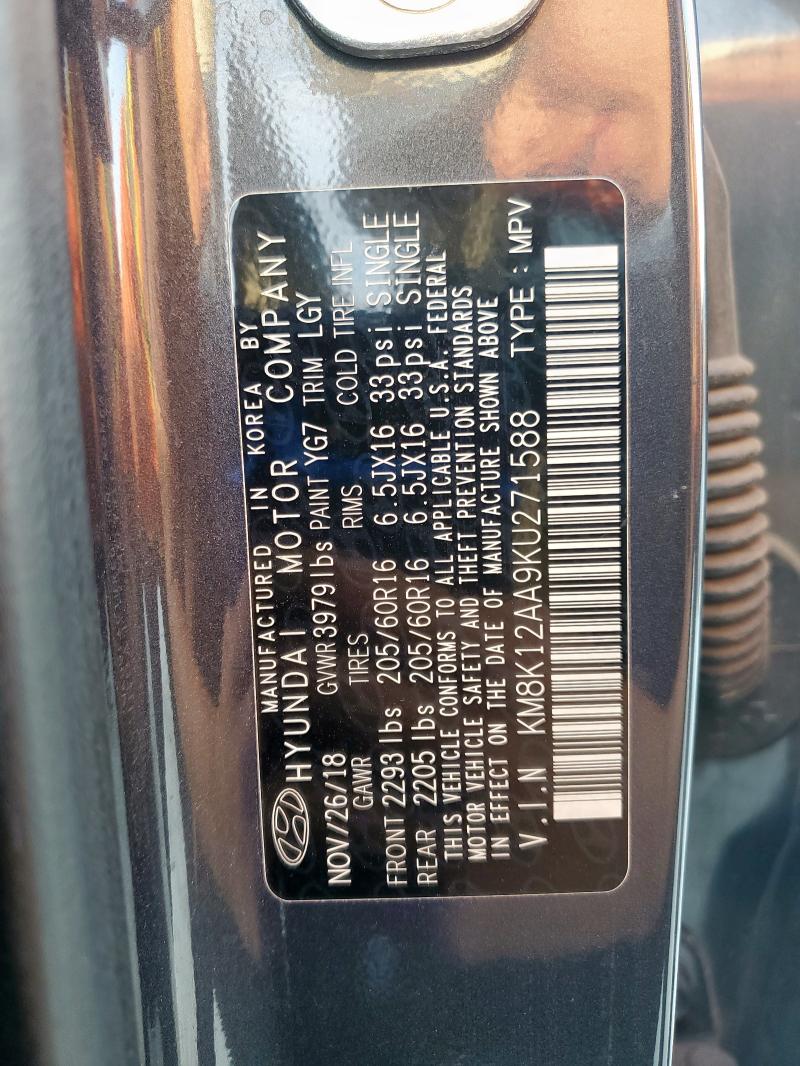 MANUFACTURED IN KOREA BY
HYUNDAI MOTOR COMPANY
NOV/26/18 GVWR 3979 lbs PAINT YG7 TRIM LGY
GAWR TIRES RIMS COLD TIRE INFL
FRONT 2293 lbs 205/60R16 6.5JX16 33psi SINGLE
REAR 2205 lbs 205/60R16 6.5JX16 33psi SINGLE
THIS VEHICLE CONFORMS TO ALL APPLICABLE U.S.A. FEDERAL
MOTOR VEHICLE SAFETY AND THEFT PREVENTION STANDARDS
IN EFFECT ON THE DATE OF MANUFACTURE SHOWN ABOVE
V.I.N KM8K12AA9KU271588 TYPE : MPV